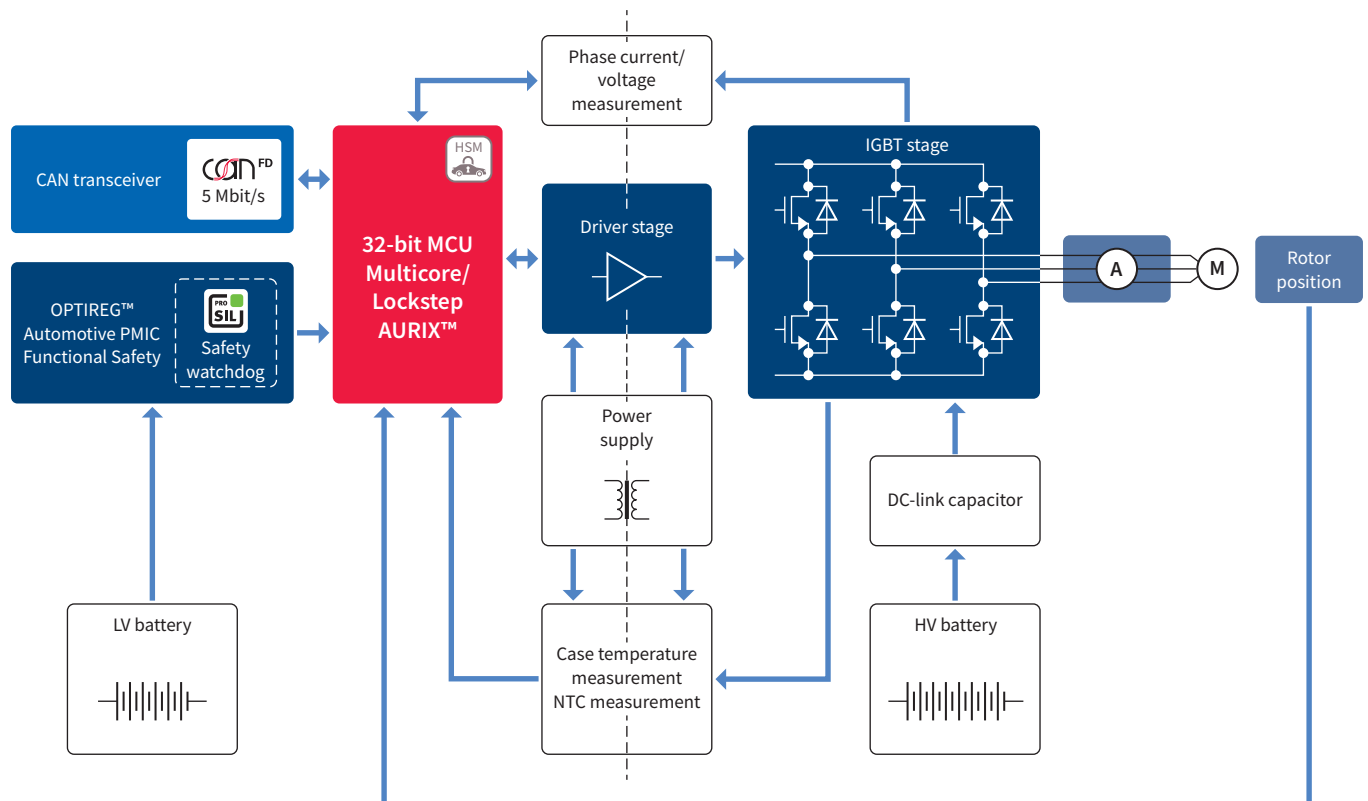 Phase current/
voltage
measurement
CAN transceiver
CAN FD
5 Mbit/s
HSM
32-bit MCU
Multicore/
Lockstep
AURIX™
Driver stage
IGBT stage
A
M
Rotor
position
OPTIREG™
Automotive PMIC
Functional Safety
PRO
SIL
Safety
watchdog
Power
supply
DC-link capacitor
LV battery
Case temperature
measurement
NTC measurement
HV battery